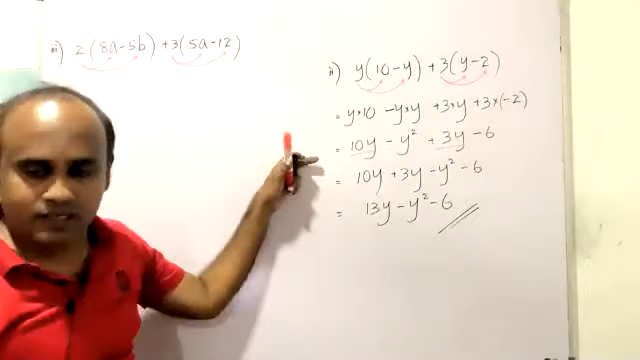 iii) 2(8a-5b)+3(5a-12)
ii) y(10-y)+3(y-2)
= y×10 -y×y +3×y +3×(-2)
= 10y - y² + 3y - 6
= 10y +3y -y² -6
= 13y -y² -6